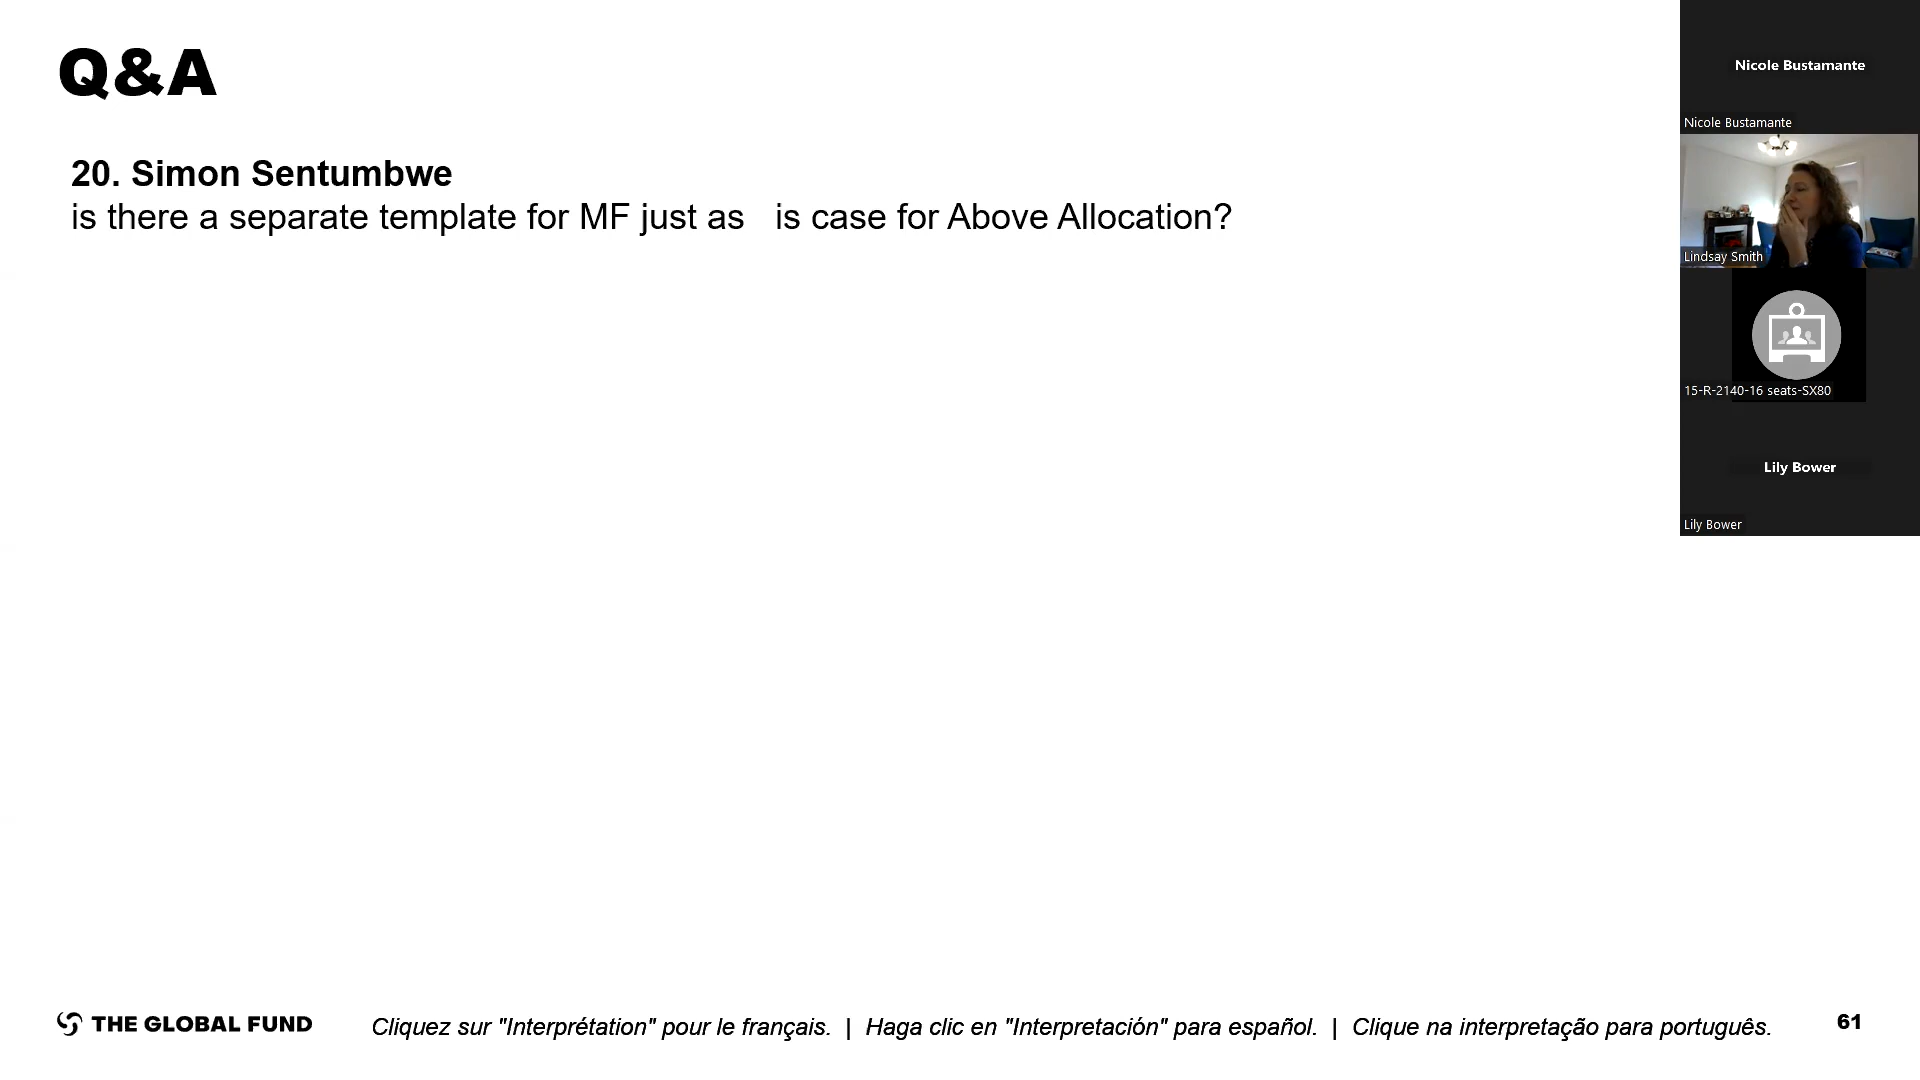 Q&A
20. Simon Sentumbwe
is there a separate template for MF just as   is case for Above Allocation?
Nicole Bustamante
Nicole Bustamante
Lindsay Smith
15-R-2140-16 seats-SX80
Lily Bower
Lily Bower
THE GLOBAL FUND
Cliquez sur "Interprétation" pour le français.  |  Haga clic en "Interpretación" para español.  |  Clique na interpretação para português.
61